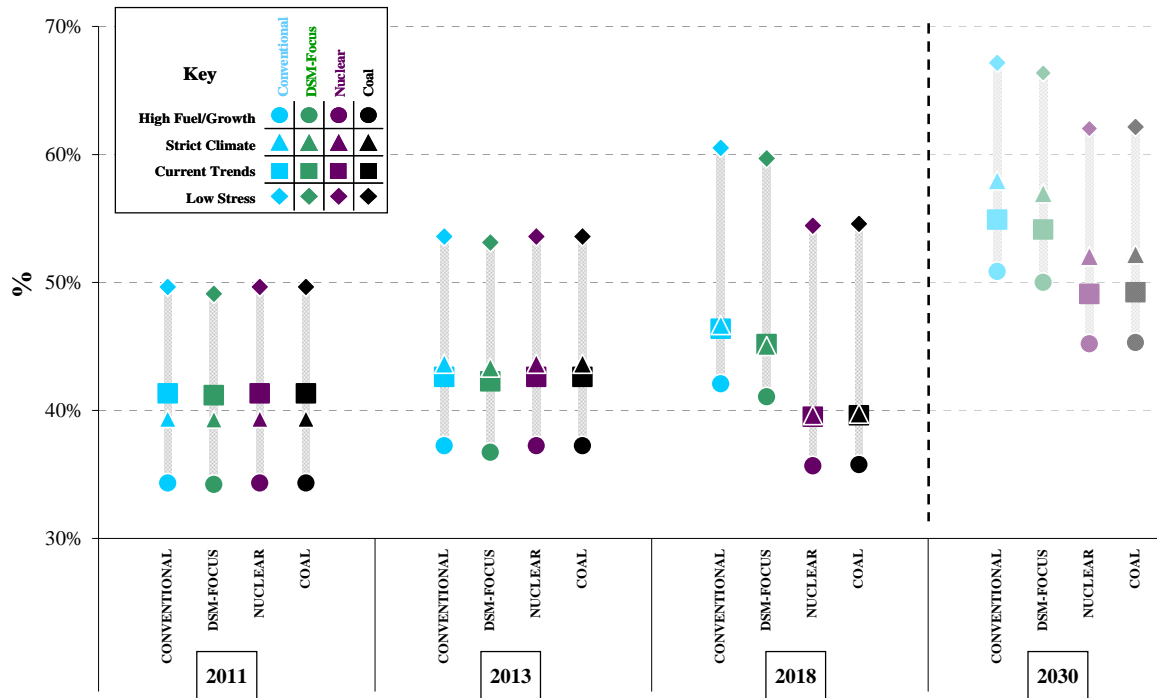 70%
60%
50%
40%
30%
%
Key
Conventional
DSM-Focus
Nuclear
Coal
High Fuel/Growth
Strict Climate
Current Trends
Low Stress
CONVENTIONAL
DSM-FOCUS
NUCLEAR
COAL
CONVENTIONAL
DSM-FOCUS
NUCLEAR
COAL
CONVENTIONAL
DSM-FOCUS
NUCLEAR
COAL
CONVENTIONAL
DSM-FOCUS
NUCLEAR
COAL
2011
2013
2018
2030